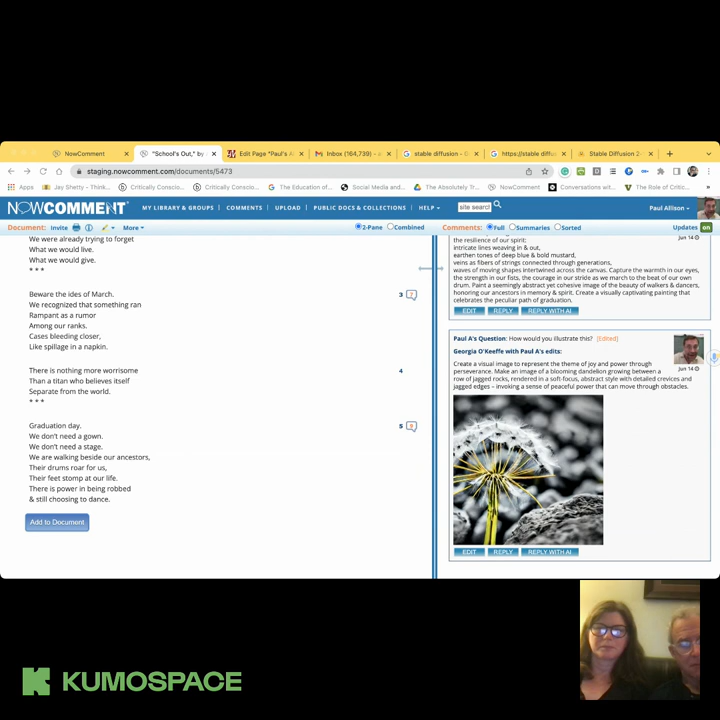 NowComment
"School's Out," by
Edit Page "Paul's A
Inbox (164,739) - a
stable diffusion - G
https://stable diffu
Stable Diffusion 2-
staging.nowcomment.com/documents/5473
Apps
Jay Shetty - Thinkin
Critically Conscio...
Critically Conscio...
The Education of...
Social Media and...
The Absolutely Tr...
NowComment
Conversations wit...
The Role of Critic...
NOWCOMMENT
MY LIBRARY & GROUPS | COMMENTS | UPLOAD | PUBLIC DOCS & COLLECTIONS | HELP
site search
Paul Allison
Document: Invite
More
2-Pane Combined
Comments: Full Summaries Sorted
Updates on
We were already trying to forget
What we would live.
What we would give.
* * *
Beware the ides of March.
We recognized that something ran
Rampant as a rumor
Among our ranks.
Cases bleeding closer,
Like spillage in a napkin.
3
There is nothing more worrisome
Than a titan who believes itself
Separate from the world.
* * *
4
Graduation day.
We don't need a gown.
We don't need a stage.
We are walking beside our ancestors,
Their drums roar for us,
Their feet stomp at our life.
There is power in being robbed
& still choosing to dance.
5
Add to Document
Jun 14
the resilience of our spirit:
intricate lines weaving in & out,
earthen tones of deep blue & bold mustard,
veins as fibers of strings connected through generations,
waves of moving shapes intertwined across the canvas. Capture the warmth in our eyes,
the strength in our fists, the courage in our stride as we march to the beat of our own
drum. Paint a seemingly abstract yet cohesive image of the beauty of walkers & dancers,
honoring our ancestors in memory & spirit. Create a visually captivating painting that
celebrates the peculiar path of graduation.
EDIT REPLY REPLY WITH AI
Paul A's Question: How would you illustrate this? [Edited]
Georgia O'Keeffe with Paul A's edits:
Jun 14
Create a visual image to represent the theme of joy and power through
perseverance. Make an image of a blooming dandelion growing between a
row of jagged rocks, rendered in a soft-focus, abstract style with detailed crevices and
jagged edges – invoking a sense of peaceful power that can move through obstacles.
EDIT REPLY REPLY WITH AI
KUMOSPACE